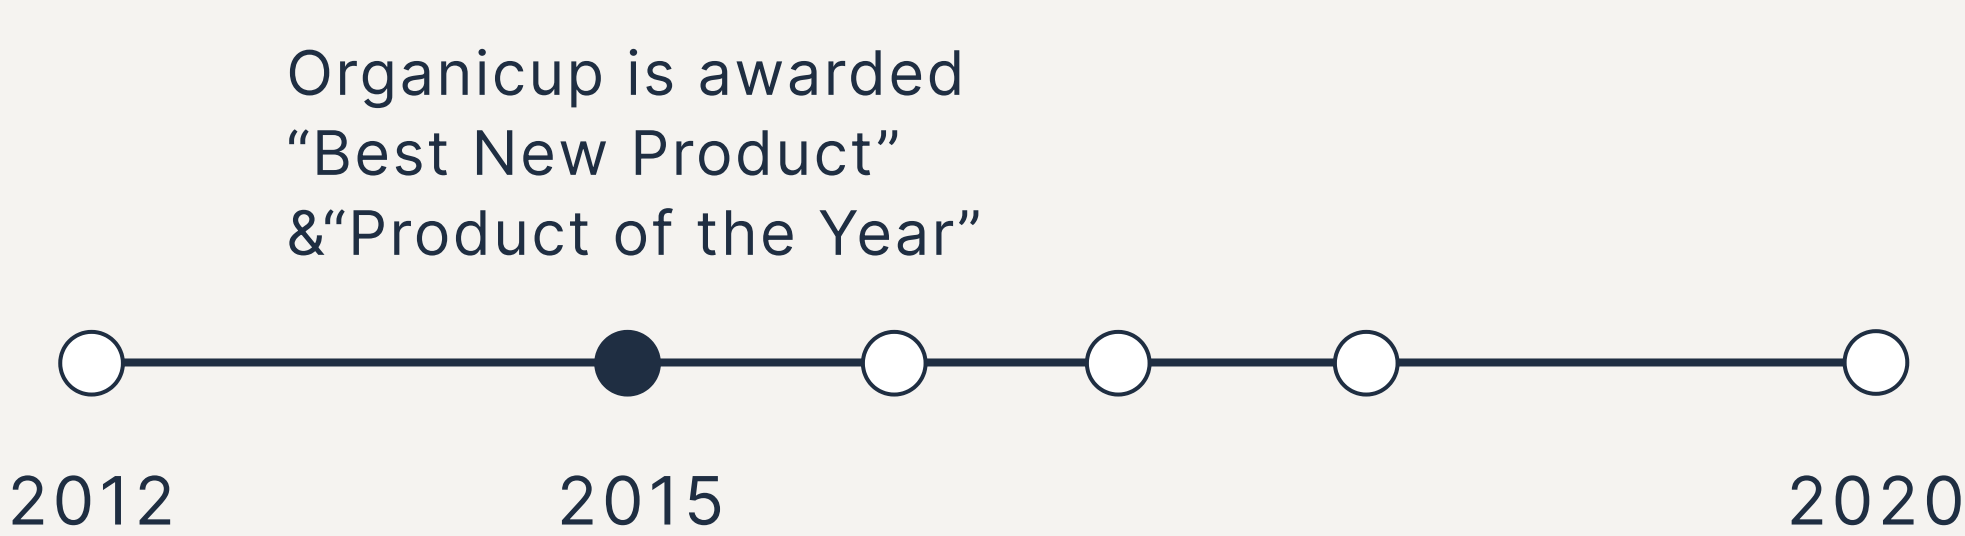 Organicup is awarded
“Best New Product”
&“Product of the Year”
2012
2015
2020